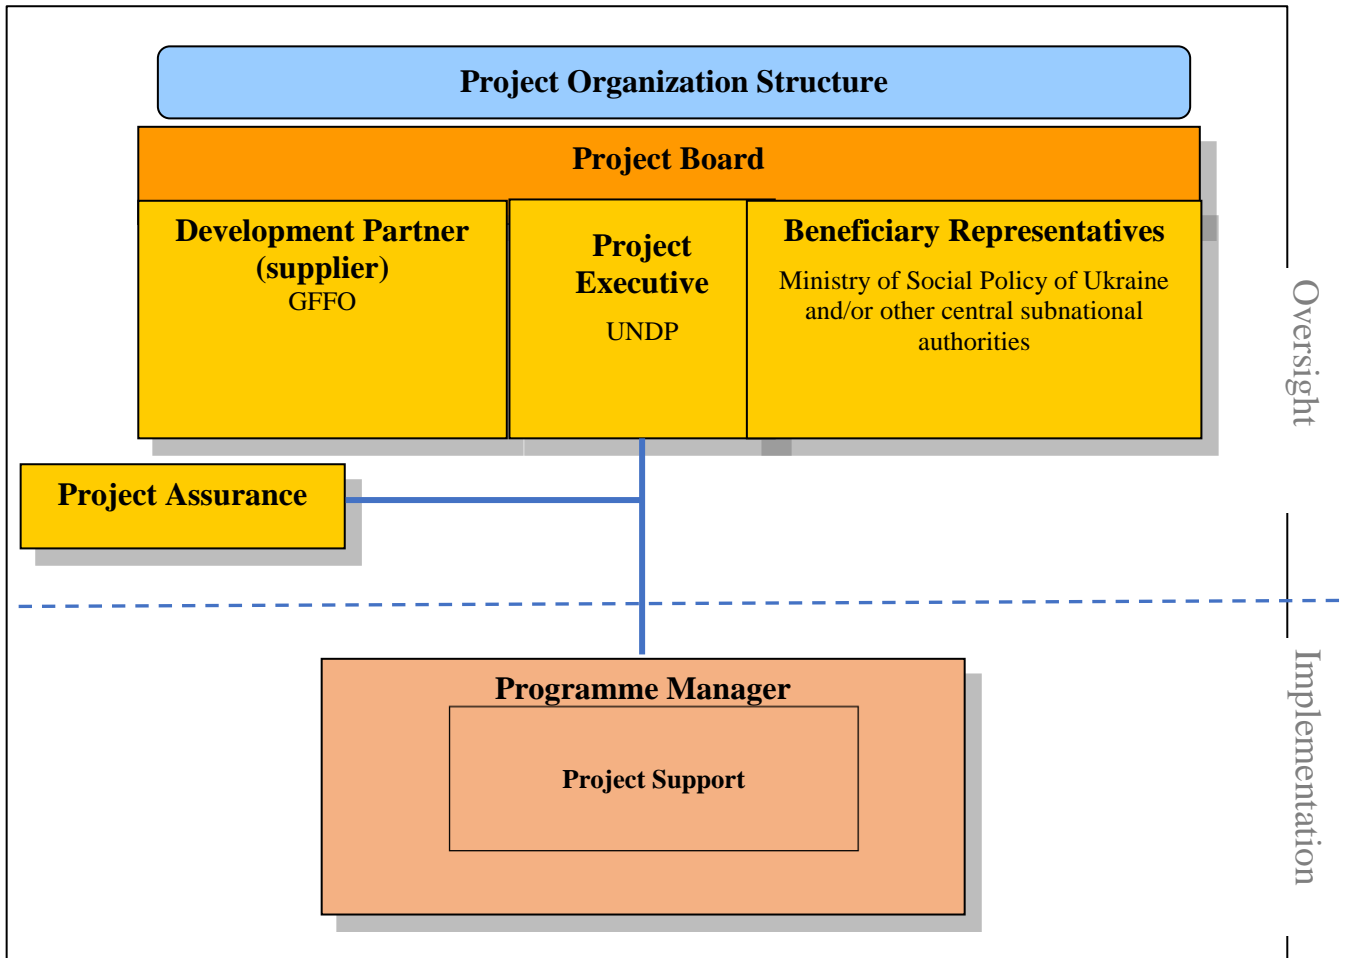 Project Organization Structure
Project Board
Development Partner
(supplier)
GFFO
Project
Executive
UNDP
Beneficiary Representatives
Ministry of Social Policy of Ukraine
and/or other central subnational
authorities
Oversight
Project Assurance
Programme Manager
Project Support
Implementation